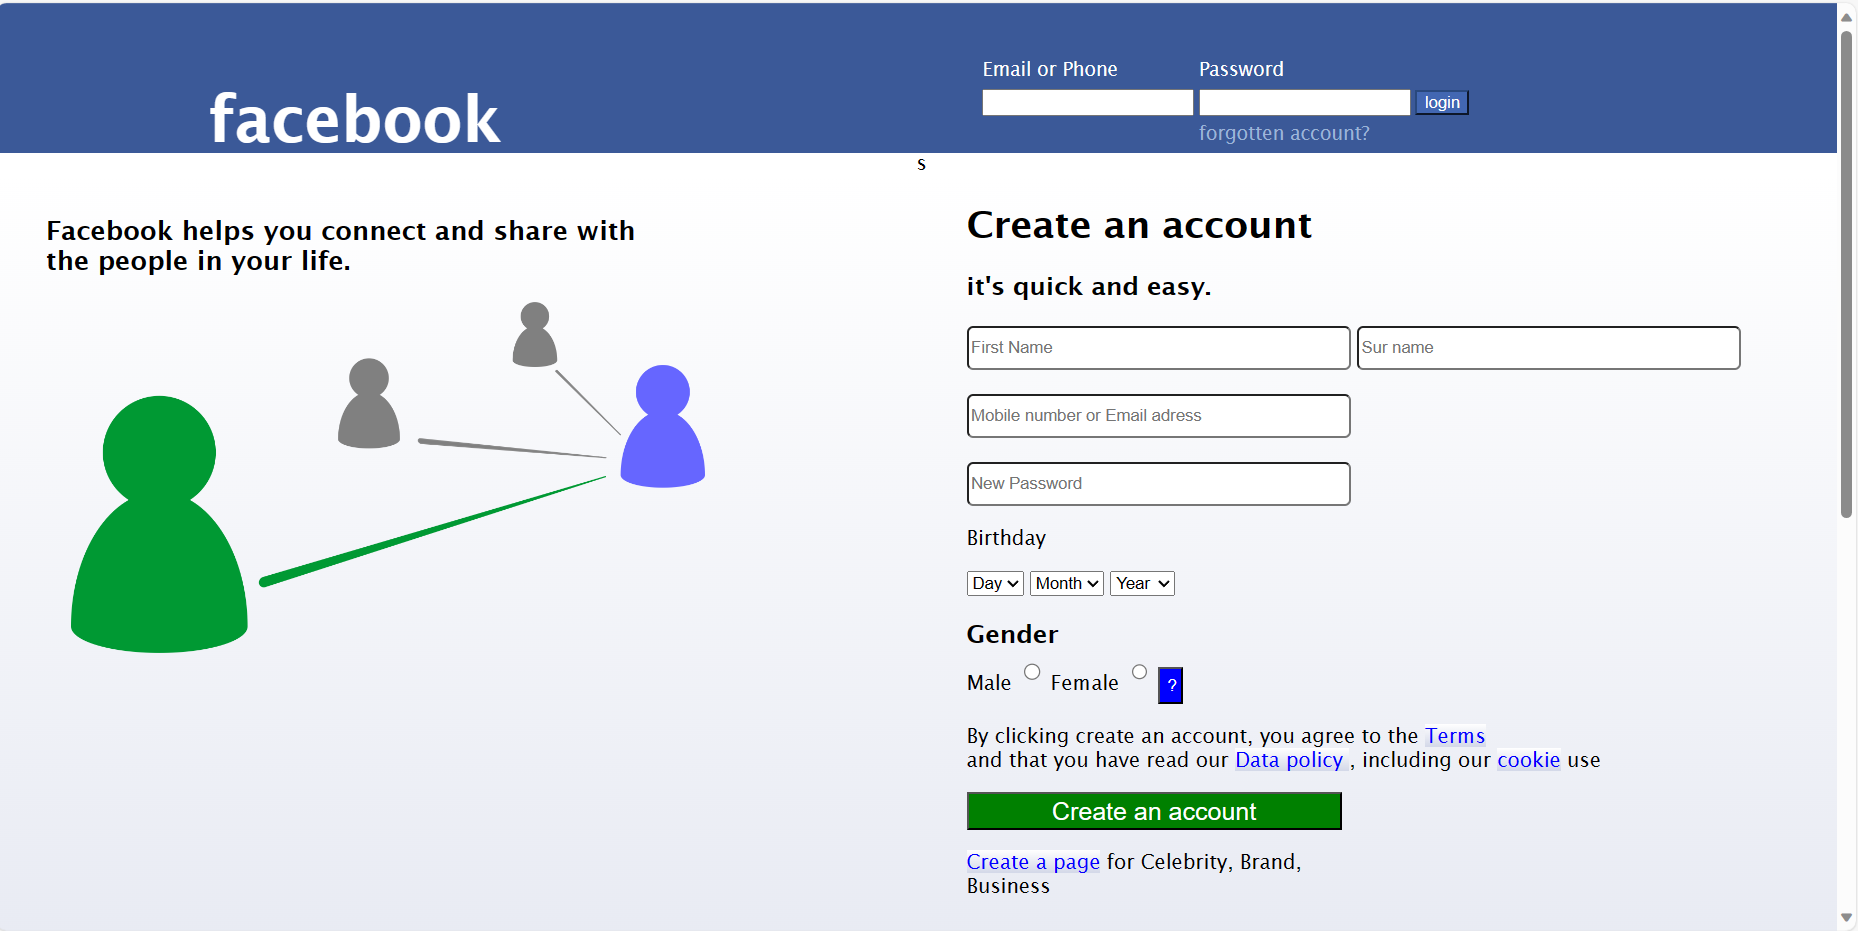 Email or Phone Password
facebook
login
forgotten account?
s
Facebook helps you connect and share with
the people in your life.
Create an account
it's quick and easy.
First Name Sur name
Mobile number or Email adress
New Password
Birthday
Day Month Year
Gender
Male Female ?
By clicking create an account, you agree to the Terms
and that you have read our Data policy , including our cookie use
Create an account
Create a page for Celebrity, Brand,
Business